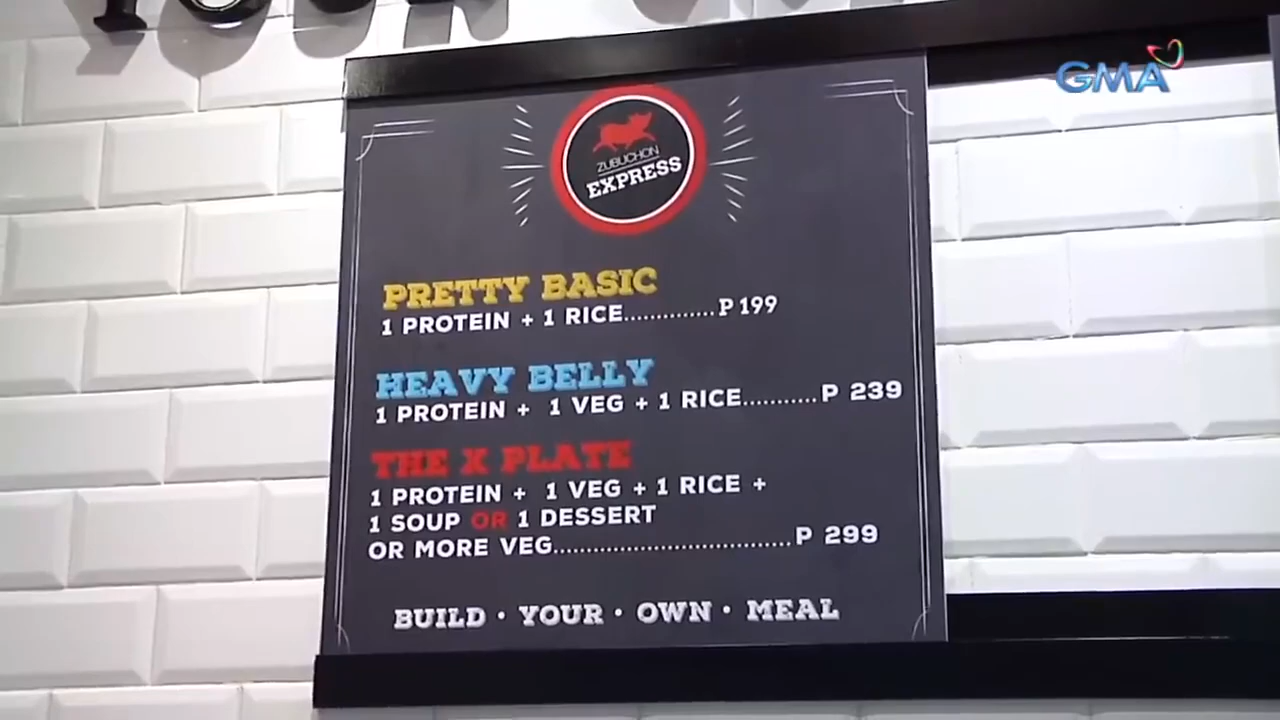 GMA
ZUBUCHON
EXPRESS
PRETTY BASIC
1 PROTEIN + 1 RICE..............P 199
HEAVY BELLY
1 PROTEIN + 1 VEG + 1 RICE...........P 239
THE X PLATE
1 PROTEIN + 1 VEG + 1 RICE +
1 SOUP OR 1 DESSERT
OR MORE VEG...................................P 299
BUILD • YOUR • OWN • MEAL